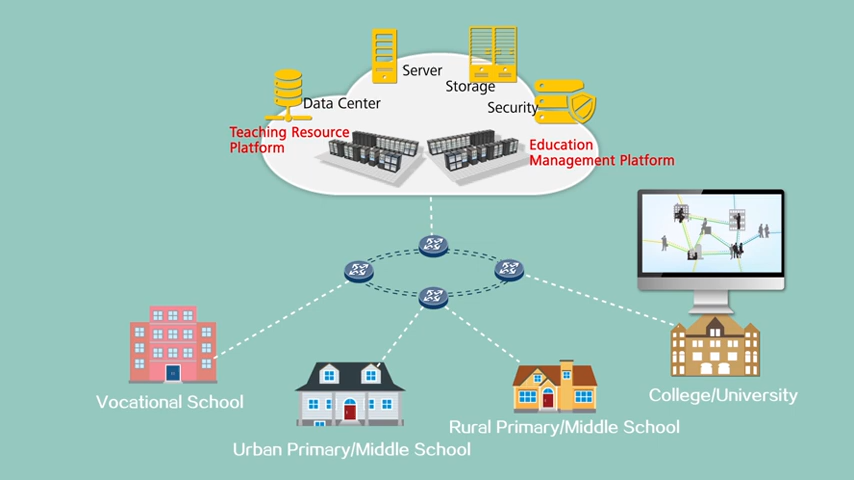 Server
Storage
Data Center
Security
Teaching Resource
Platform
Education
Management Platform
Vocational School
College/University
Rural Primary/Middle School
Urban Primary/Middle School